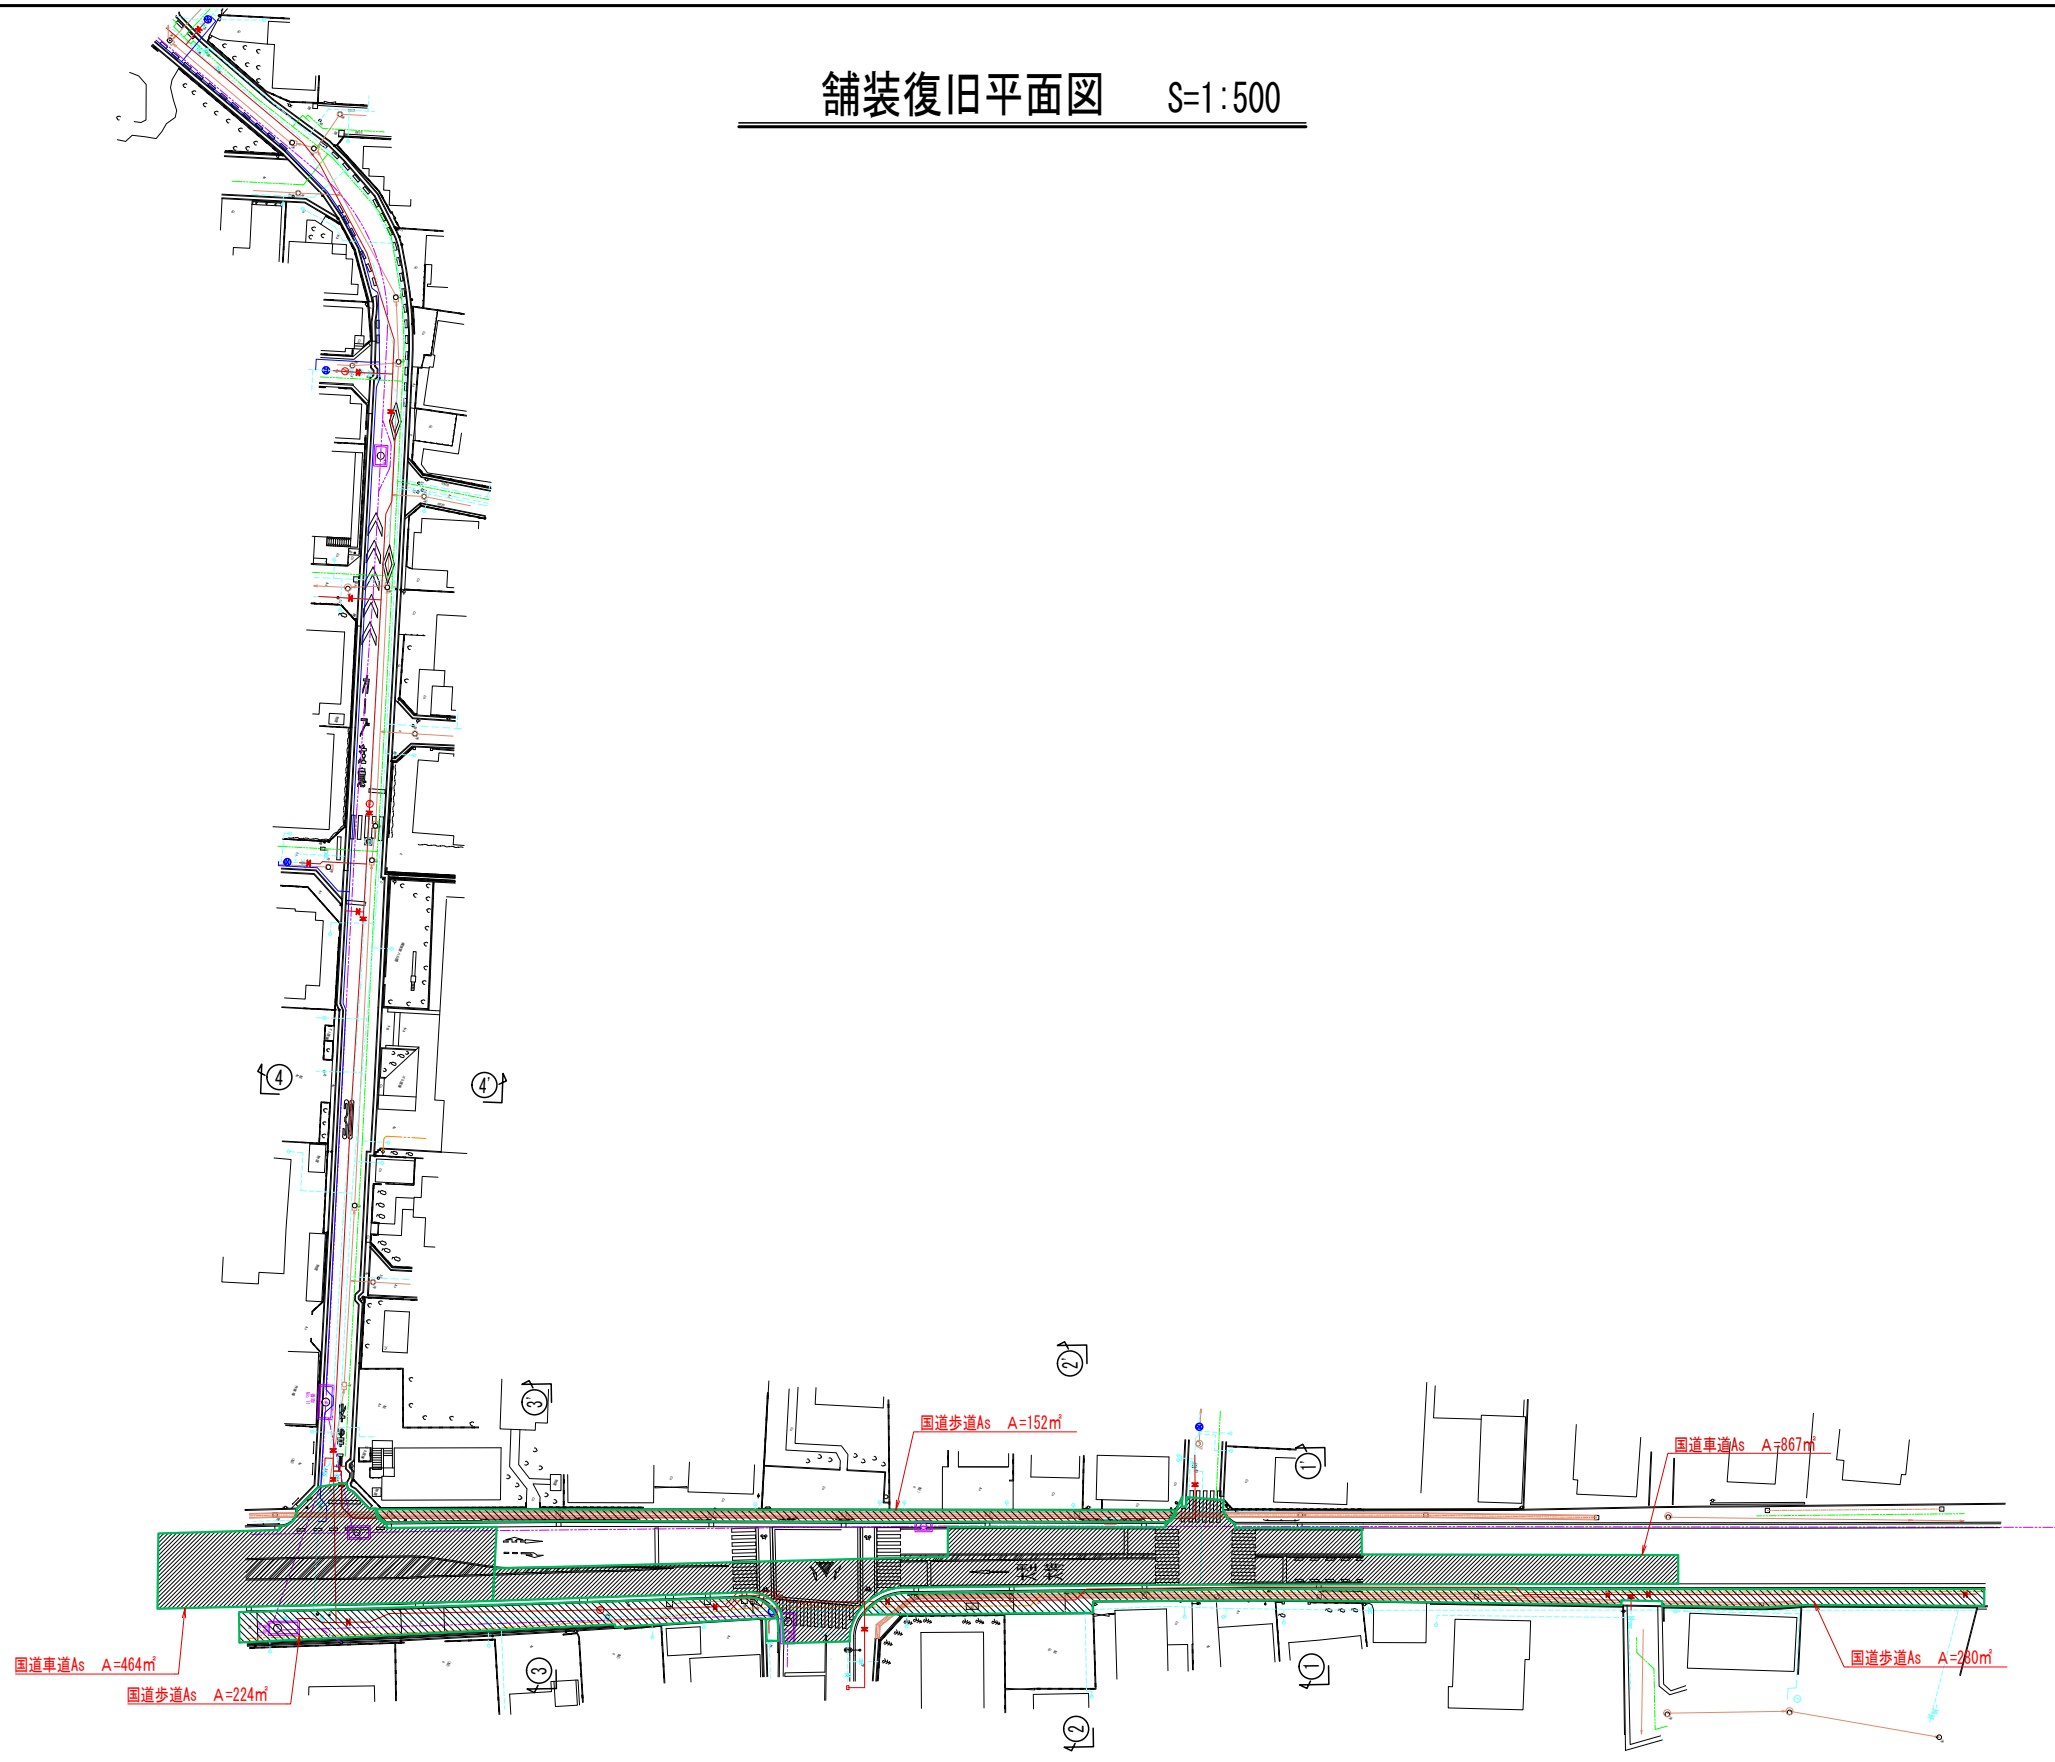 舗装復旧平面図 S=1:500
4
4'
3'
2'
国道歩道As A=152㎡
1'
国道車道As A=867㎡
国道車道As A=464㎡
国道歩道As A=224㎡
3
1
2
国道歩道As A=280㎡